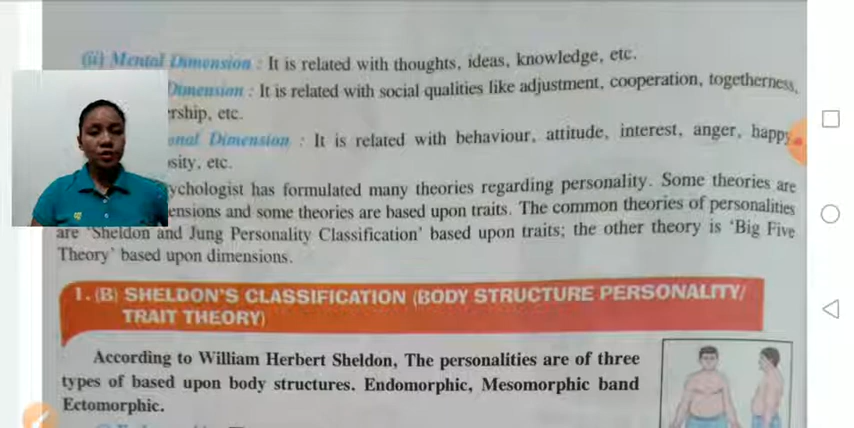 (ii) Mental Dimension : It is related with thoughts, ideas, knowledge, etc.
Dimension : It is related with social qualities like adjustment, cooperation, togetherness,
ership, etc.
onal Dimension : It is related with behaviour, attitude, interest, anger, happy
sity, etc.
ychologist has formulated many theories regarding personality. Some theories are
ensions and some theories are based upon traits. The common theories of personalities
are 'Sheldon and Jung Personality Classification' based upon traits; the other theory is 'Big Five
Theory' based upon dimensions.
1. (B) SHELDON'S CLASSIFICATION (BODY STRUCTURE PERSONALITY/
TRAIT THEORY)
According to William Herbert Sheldon, The personalities are of three
types of based upon body structures. Endomorphic, Mesomorphic band
Ectomorphic.